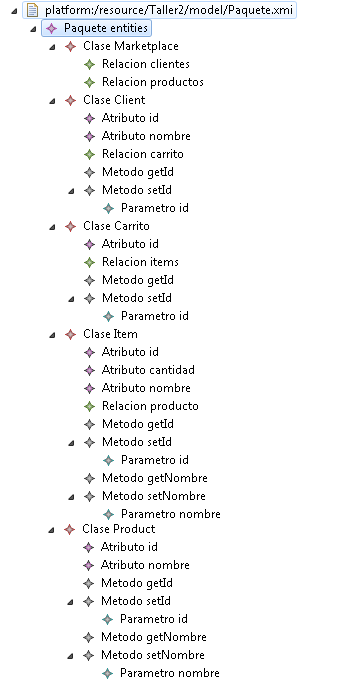 platform:/resource/Taller2/model/Paquete.xmi
Paquete entities
Clase Marketplace
Relacion clientes
Relacion productos
Clase Client
Atributo id
Atributo nombre
Relacion carrito
Metodo getId
Metodo setId
Parametro id
Clase Carrito
Atributo id
Relacion items
Metodo getId
Metodo setId
Parametro id
Clase Item
Atributo id
Atributo cantidad
Atributo nombre
Relacion producto
Metodo getId
Metodo setId
Parametro id
Metodo getNombre
Metodo setNombre
Parametro nombre
Clase Product
Atributo id
Atributo nombre
Metodo getId
Metodo setId
Parametro id
Metodo getNombre
Metodo setNombre
Parametro nombre